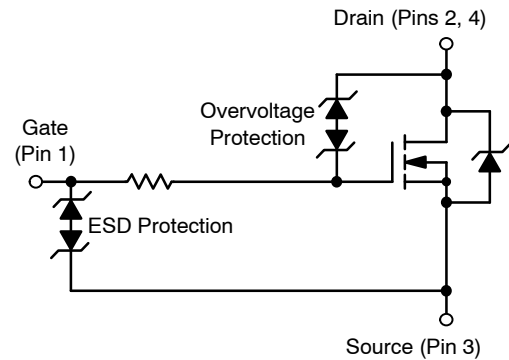 Drain (Pins 2, 4)
Overvoltage
Protection
Gate
(Pin 1)
ESD Protection
Source (Pin 3)